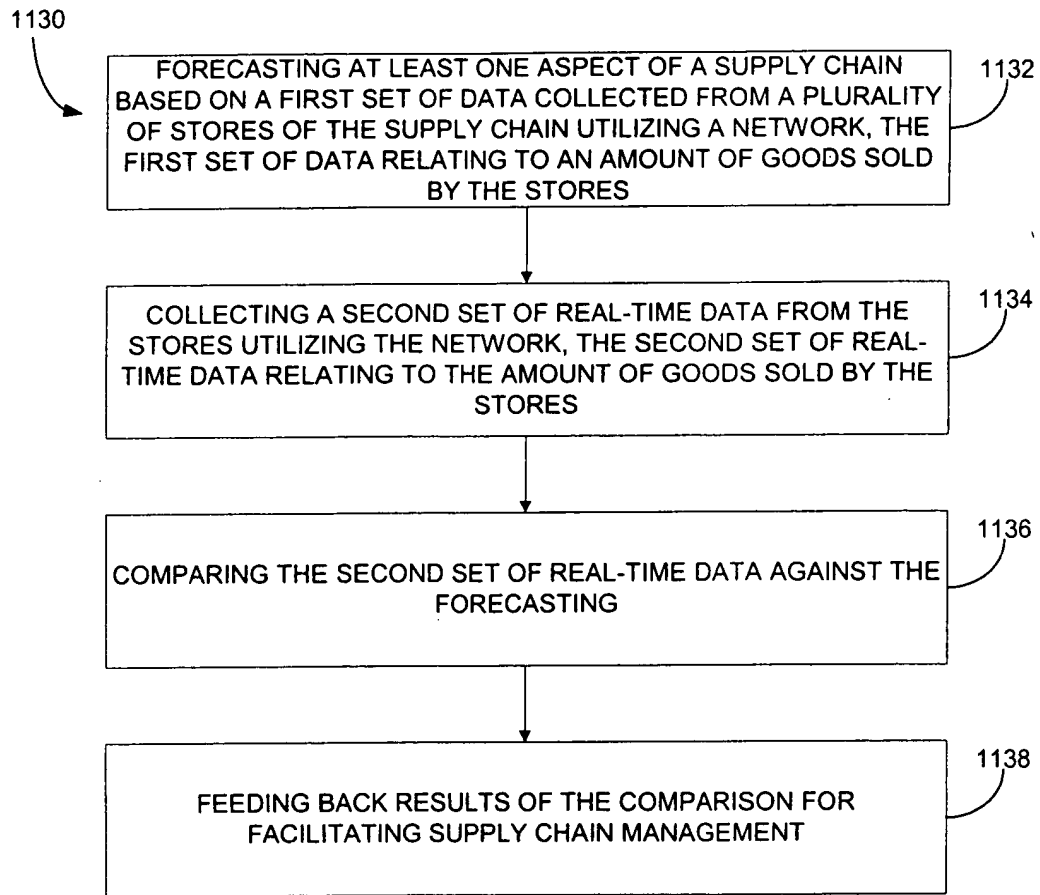 1130
FORECASTING AT LEAST ONE ASPECT OF A SUPPLY CHAIN
BASED ON A FIRST SET OF DATA COLLECTED FROM A PLURALITY
OF STORES OF THE SUPPLY CHAIN UTILIZING A NETWORK, THE
FIRST SET OF DATA RELATING TO AN AMOUNT OF GOODS SOLD
BY THE STORES
1132
COLLECTING A SECOND SET OF REAL-TIME DATA FROM THE
STORES UTILIZING THE NETWORK, THE SECOND SET OF REAL-
TIME DATA RELATING TO THE AMOUNT OF GOODS SOLD BY THE
STORES
1134
COMPARING THE SECOND SET OF REAL-TIME DATA AGAINST THE
FORECASTING
1136
FEEDING BACK RESULTS OF THE COMPARISON FOR
FACILITATING SUPPLY CHAIN MANAGEMENT
1138